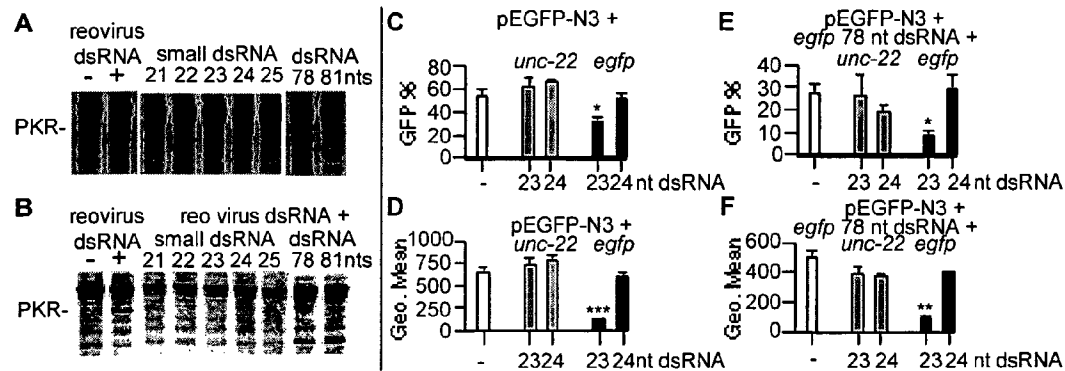 A
reovirus
dsRNA small dsRNA dsRNA
- + 21 22 23 24 25 78 81nts
PKR-
B
reovirus reo virus dsRNA +
dsRNA small dsRNA dsRNA
- + 21 22 23 24 25 78 81nts
PKR-
C
pEGFP-N3 +
unc-22 egfp
GFP %
80
60
40
20
0
*
- 23 24 23 24 nt dsRNA
D
pEGFP-N3 +
unc-22 egfp
Geo. Mean
1000
750
500
250
0
***
- 23 24 23 24 nt dsRNA
E
pEGFP-N3 +
egfp 78 nt dsRNA +
unc-22 egfp
GFP %
40
30
20
10
0
*
- 23 24 23 24 nt dsRNA
F
pEGFP-N3 +
egfp 78 nt dsRNA +
unc-22 egfp
Geo. Mean
600
400
200
0
**
- 23 24 23 24 nt dsRNA